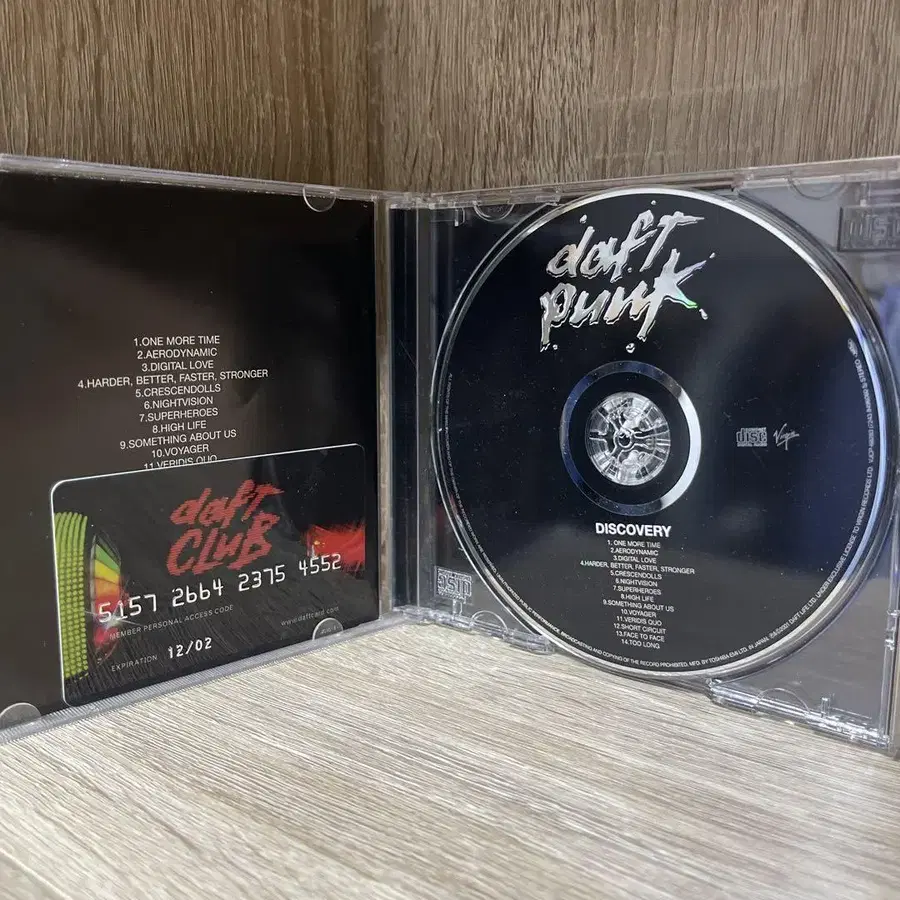 1.ONE MORE TIME
2.AERODYNAMIC
3.DIGITAL LOVE
4.HARDER, BETTER, FASTER, STRONGER
5.CRESCENDOLLS
6.NIGHTVISION
7.SUPERHEROES
8.HIGH LIFE
9.SOMETHING ABOUT US
10.VOYAGER
11.VERIDIS QUO
daft
CLUB
5157 2664 2375 4552
MEMBER PERSONAL ACCESS CODE
www.daftcard.com
EXPIRATION 12/02
daft
punk
disc
Virgin
DISCOVERY
1. ONE MORE TIME
2.AERODYNAMIC
3.DIGITAL LOVE
4.HARDER, BETTER, FASTER, STRONGER
5.CRESCENDOLLS
6.NIGHTVISION
7.SUPERHEROES
8.HIGH LIFE
9.SOMETHING ABOUT US
10.VOYAGER
11.VERIDIS QUO
12.SHORT CIRCUIT
13.FACE TO FACE
14.TOO LONG